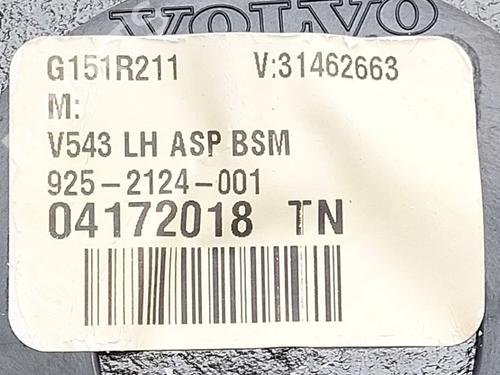 VOLVO
G151R211 V:31462663
M:
V543 LH ASP BSM
925-2124-001
04172018 TN